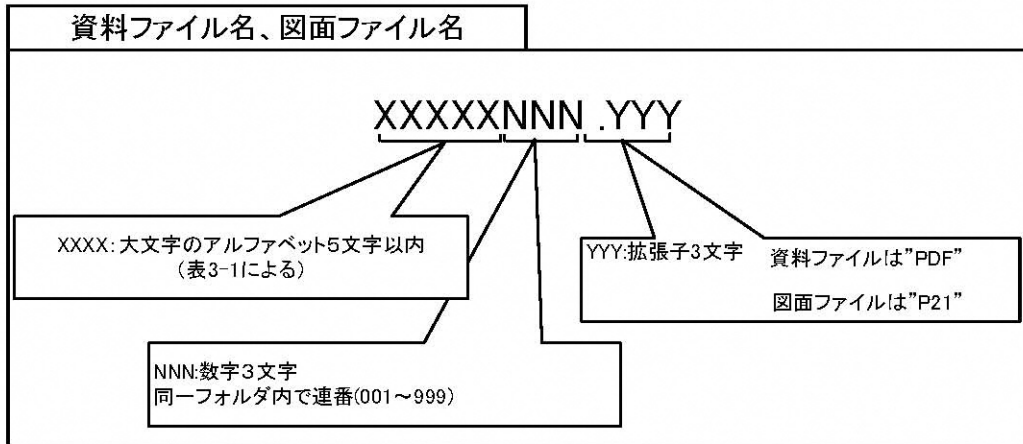 資料ファイル名、図面ファイル名
XXXXXNNN.YYY
XXXX:大文字のアルファベット5文字以内
(表3-1による)
YYY:拡張子3文字 資料ファイルは"PDF"
図面ファイルは"P21"
NNN:数字3文字
同一フォルダ内で連番(001～999)